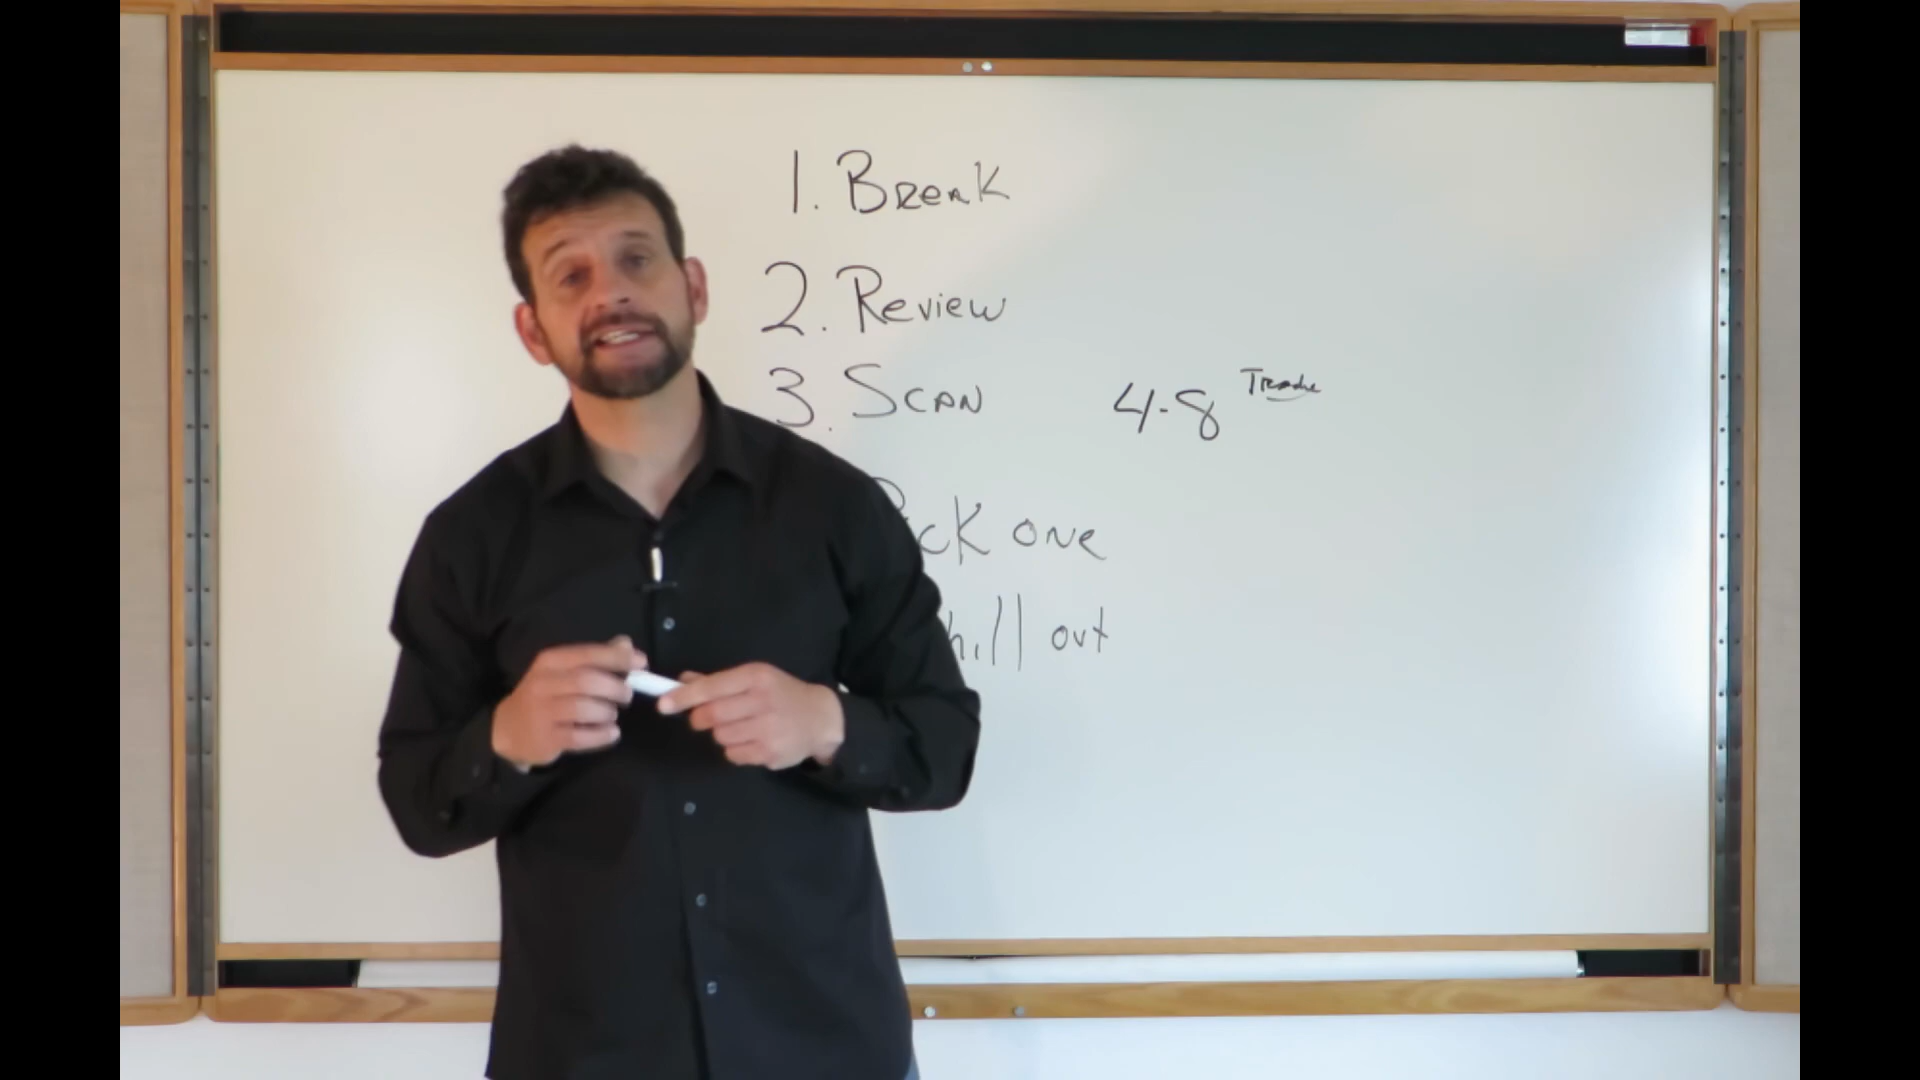 1. Break
2. Review
3. Scan 4-8 Trade
ck one
hill out